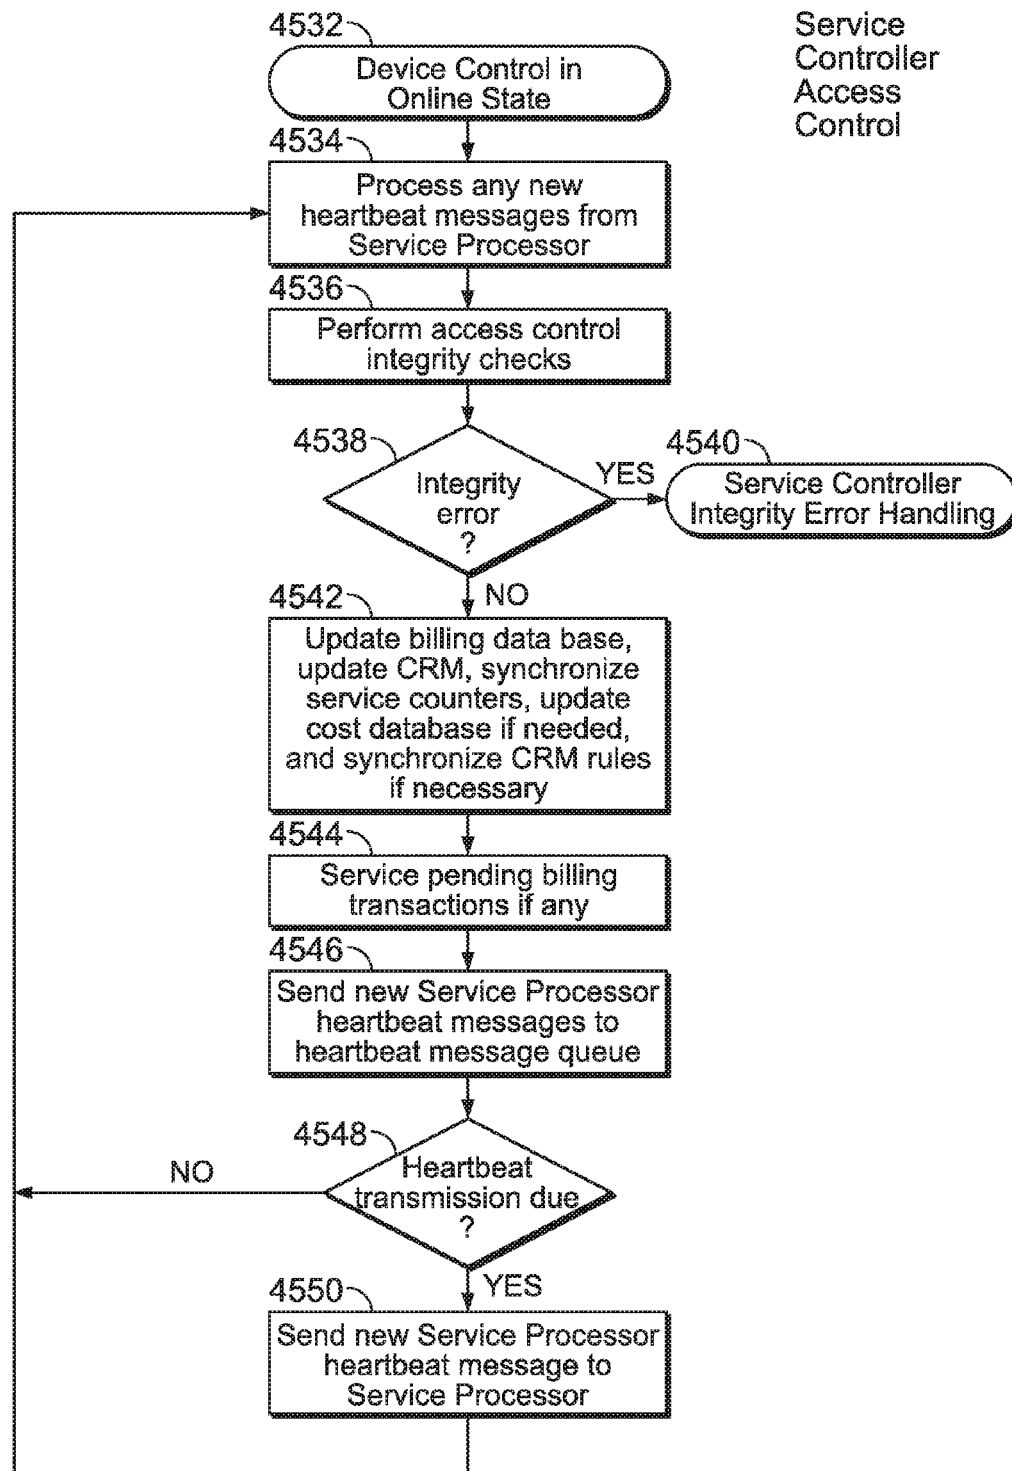 4532
Device Control in
Online State
Service
Controller
Access
Control
4534
Process any new
heartbeat messages from
Service Processor
4536
Perform access control
integrity checks
4538
Integrity
error
?
YES
4540
Service Controller
Integrity Error Handling
NO
4542
Update billing data base,
update CRM, synchronize
service counters, update
cost database if needed,
and synchronize CRM rules
if necessary
4544
Service pending billing
transactions if any
4546
Send new Service Processor
heartbeat messages to
heartbeat message queue
4548
Heartbeat
transmission due
?
NO
YES
4550
Send new Service Processor
heartbeat message to
Service Processor